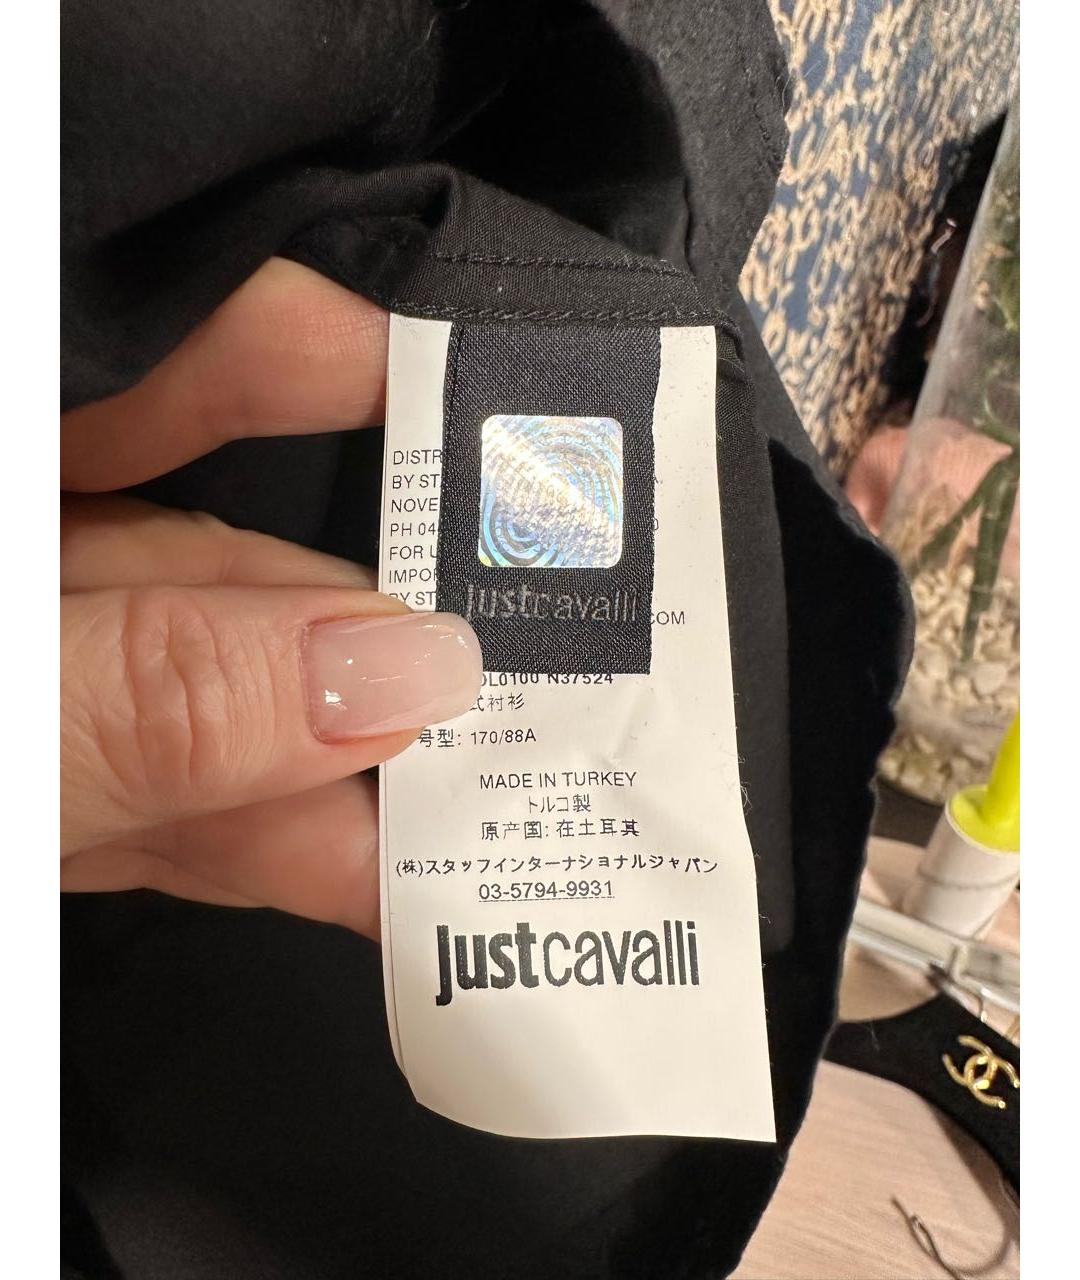 DISTR
BY ST
NOVE
PH 04
FOR U
IMPOR
BY ST
COM
justcavalli
DL0100 N37524
式衬衫
号型: 170/88A
MADE IN TURKEY
トルコ製
原产国: 在土耳其
(株)スタッフインターナショナルジャパン
03-5794-9931
justcavalli